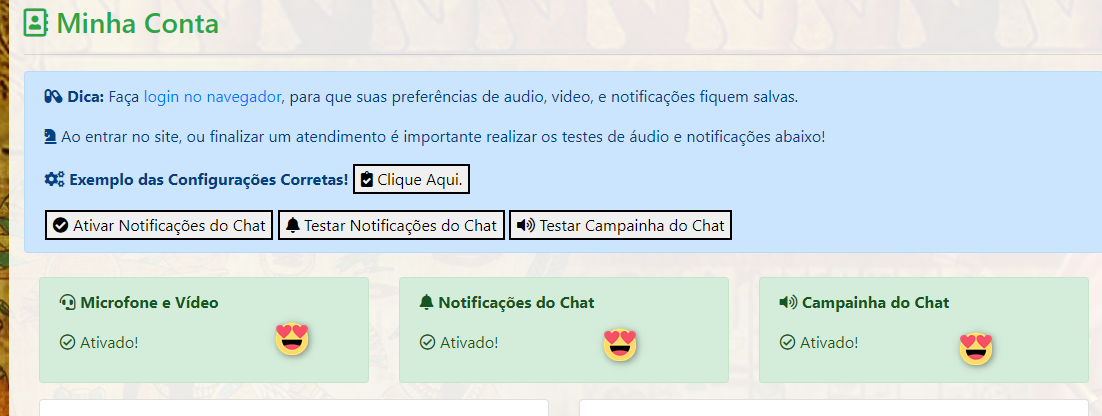 Minha Conta
Dica: Faça login no navegador, para que suas preferências de audio, video, e notificações fiquem salvas.
Ao entrar no site, ou finalizar um atendimento é importante realizar os testes de áudio e notificações abaixo!
Exemplo das Configurações Corretas! Clique Aqui.
Ativar Notificações do Chat Testar Notificações do Chat Testar Campainha do Chat
Microfone e Vídeo Notificações do Chat Campainha do Chat
Ativado! Ativado! Ativado!